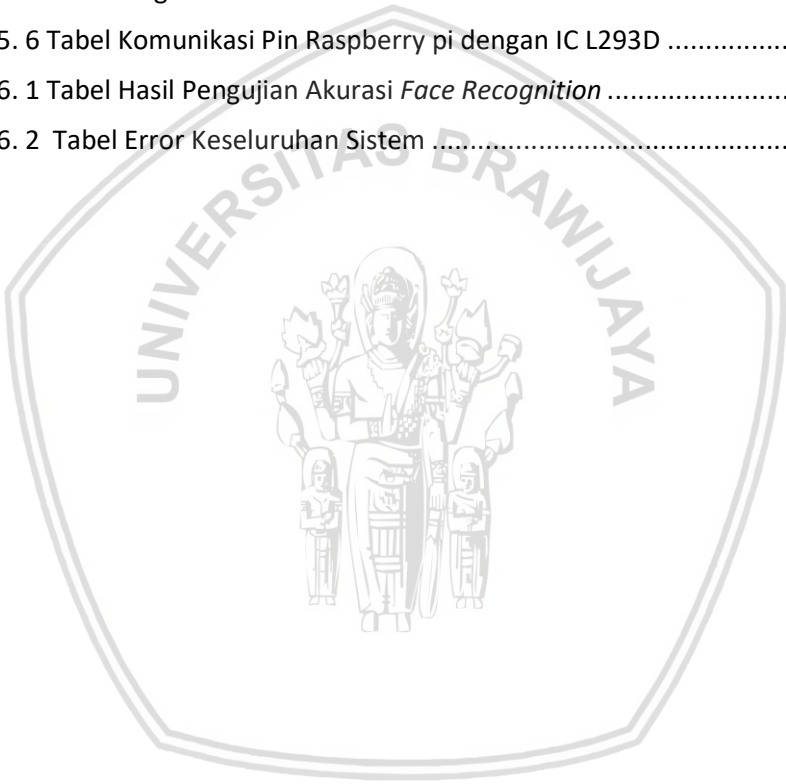 5. 6 Tabel Komunikasi Pin Raspberry pi dengan IC L293D ................
6. 1 Tabel Hasil Pengujian Akurasi Face Recognition ........................
6. 2  Tabel Error Keseluruhan Sistem ...............................................
UNIVERSITAS BRAWIJAYA